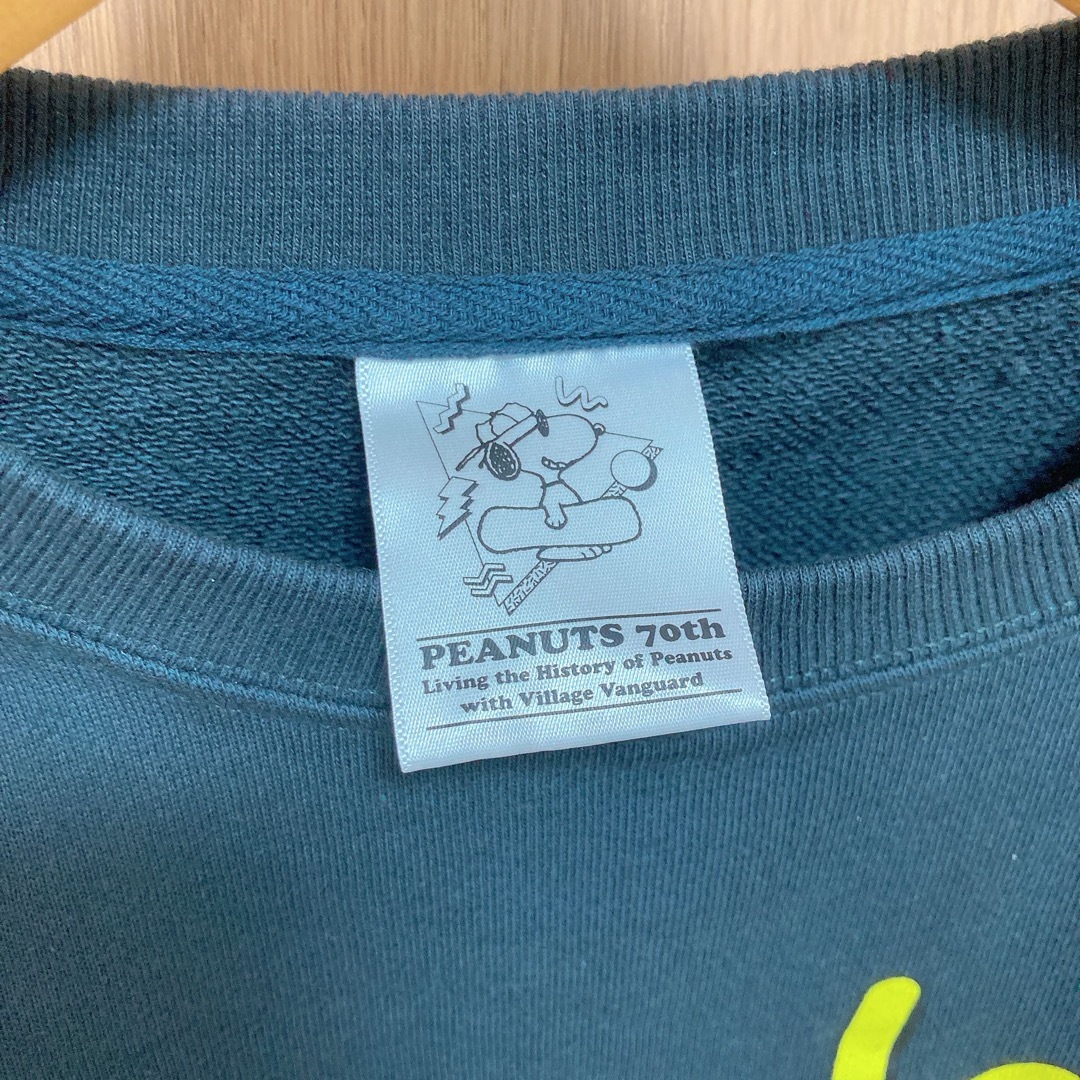 PEANUTS 70th
Living the History of Peanuts
with Village Vanguard